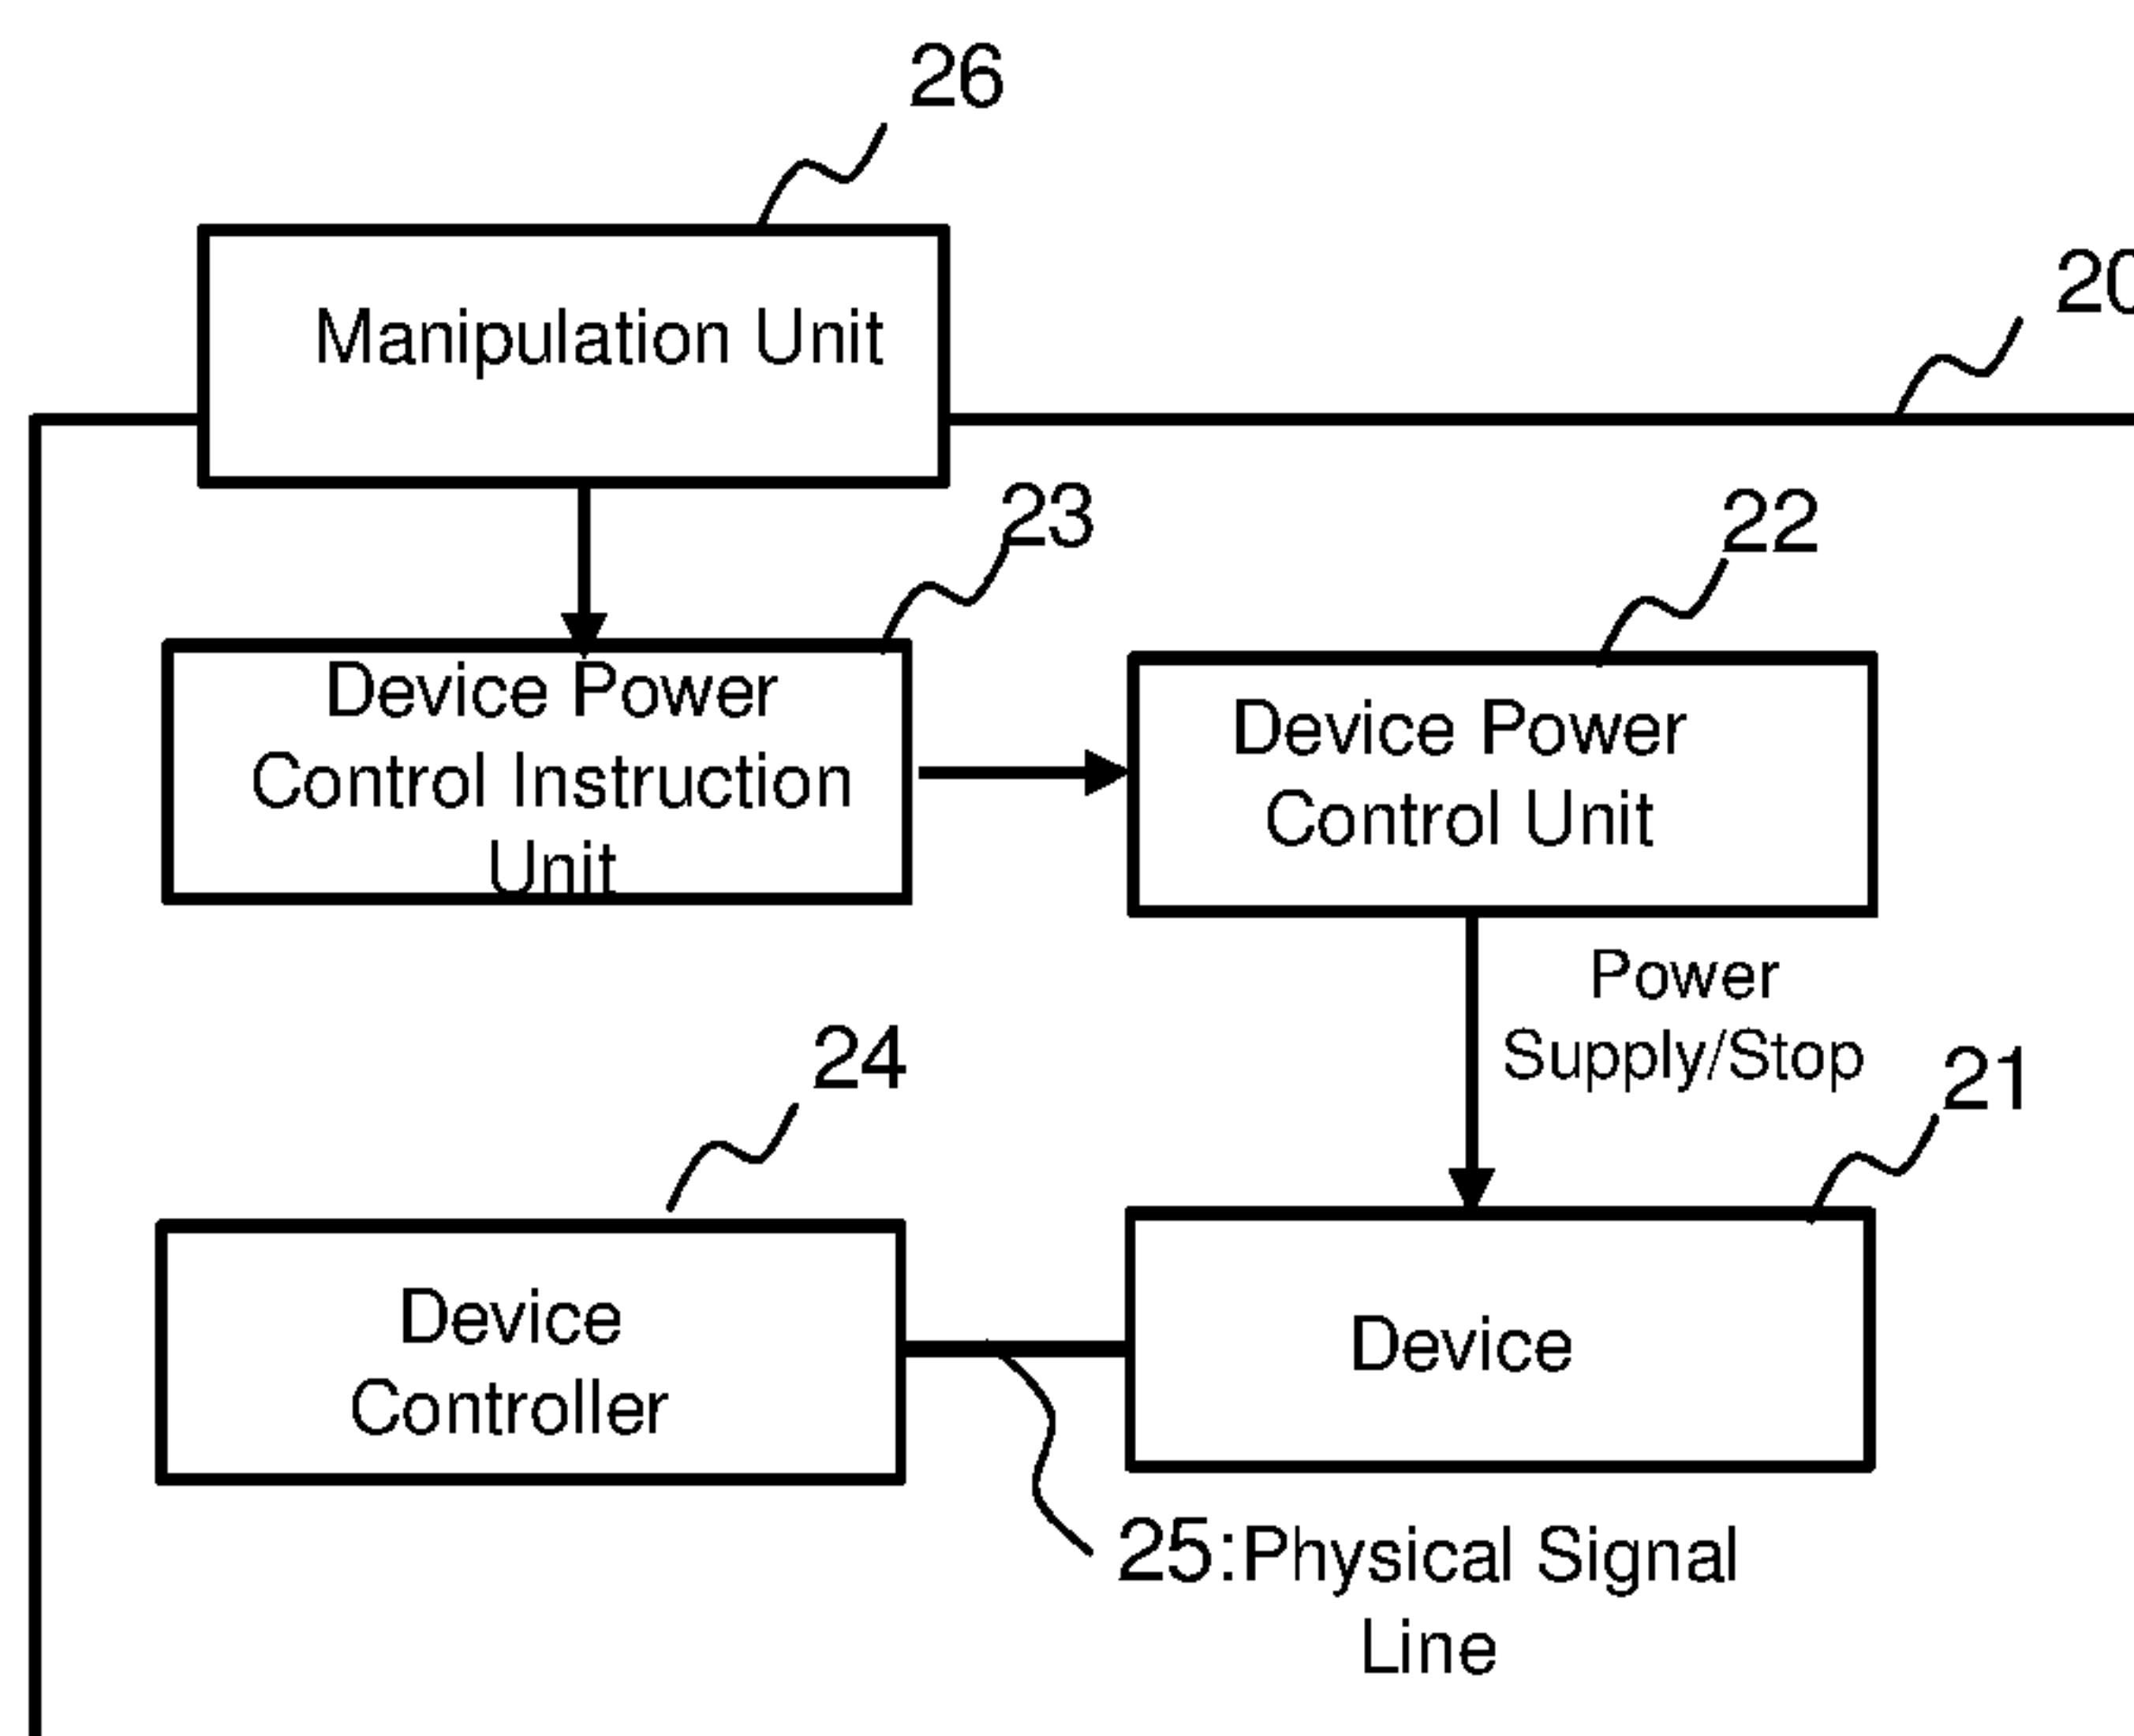 26
Manipulation Unit
20
23
22
Device Power
Control Instruction
Unit
Device Power
Control Unit
Power
Supply/Stop
24
21
Device
Controller
Device
25:Physical Signal
Line